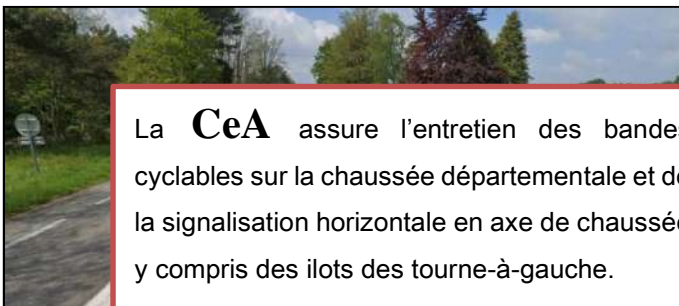 La CeA assure l'entretien des bandes
cyclables sur la chaussée départementale et de
la signalisation horizontale en axe de chaussée
y compris des ilots des tourne-à-gauche.